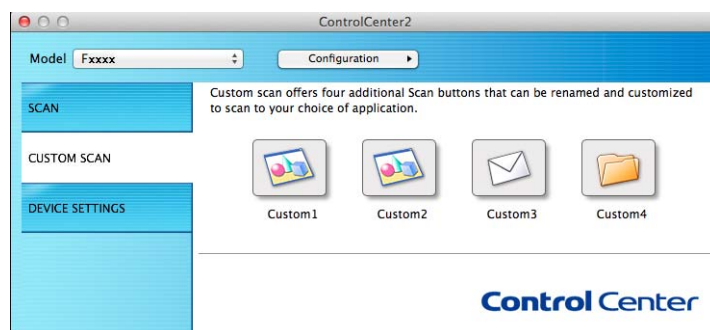 ControlCenter2
Model Fxxxx Configuration
Custom scan offers four additional Scan buttons that can be renamed and customized
to scan to your choice of application.
SCAN
CUSTOM SCAN
DEVICE SETTINGS
Custom1 Custom2 Custom3 Custom4
Control Center